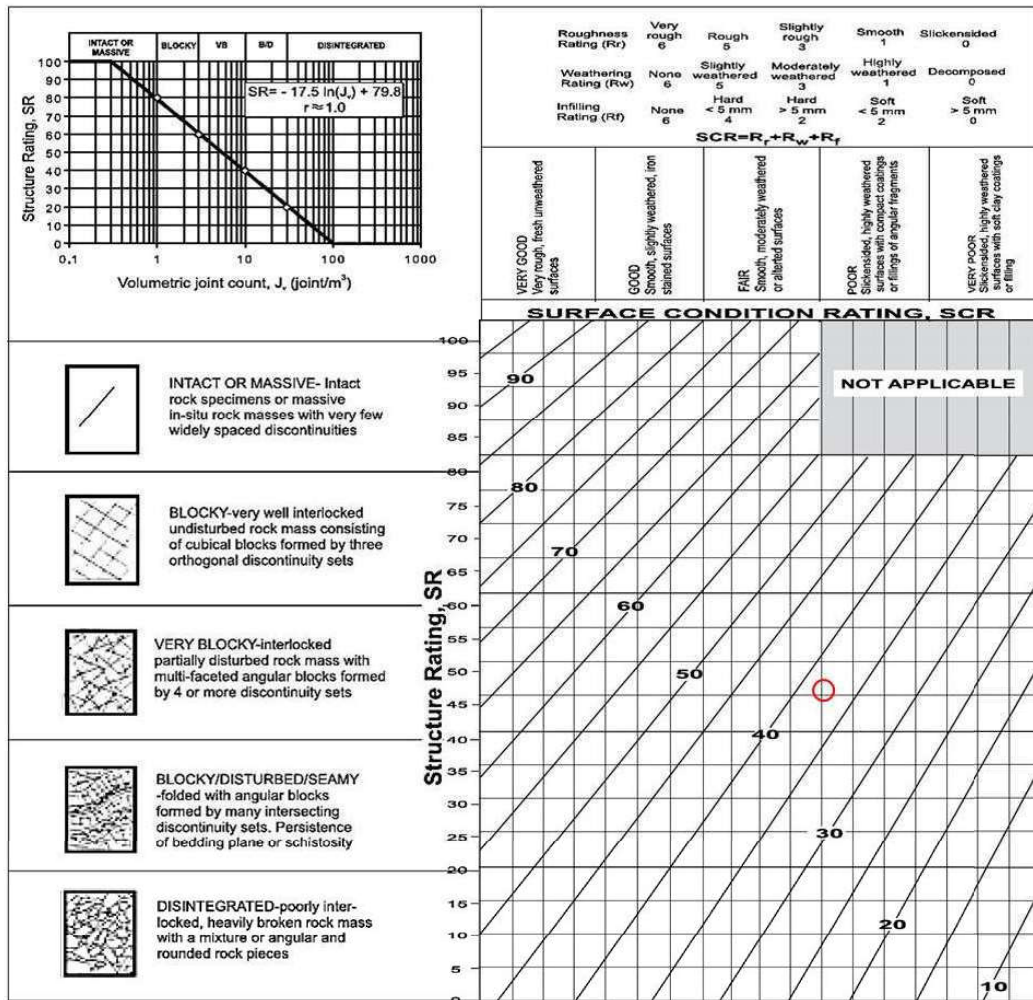 INTACT OR MASSIVE
BLOCKY
VB
B/D
DISINTEGRATED
SR= - 17.5 ln(Jv) + 79.8
r ≈ 1.0
Structure Rating, SR
100
90
80
70
60
50
40
30
20
10
0
0,1
1
10
100
1000
Volumetric joint count, Jv (joint/m³)
Roughness Rating (Rr)
Very rough 6
Rough 5
Slightly rough 3
Smooth 1
Slickensided 0
Weathering Rating (Rw)
None 6
Slightly weathered 5
Moderately weathered 3
Highly weathered 1
Decomposed 0
Infilling Rating (Rf)
None 6
Hard < 5 mm 4
Hard > 5 mm 2
Soft < 5 mm 2
Soft > 5 mm 0
SCR=Rr+Rw+Rf
VERY GOOD
Very rough, fresh unweathered
surfaces
GOOD
Smooth, slightly weathered, iron
stained surfaces
FAIR
Smooth, moderately weathered
or alterted surfaces
POOR
Slickensided, highly weathered
surfaces with compact coatings
or fillings of angular fragments
VERY POOR
Slickensided, highly weathered
surfaces with soft clay coatings
or filling
SURFACE CONDITION RATING, SCR
INTACT OR MASSIVE- Intact
rock specimens or massive
in-situ rock masses with very few
widely spaced discontinuities
BLOCKY-very well interlocked
undisturbed rock mass consisting
of cubical blocks formed by three
orthogonal discontinuity sets
VERY BLOCKY-interlocked
partially disturbed rock mass with
multi-faceted angular blocks formed
by 4 or more discontinuity sets
BLOCKY/DISTURBED/SEAMY
-folded with angular blocks
formed by many intersecting
discontinuity sets. Persistence
of bedding plane or schistosity
DISINTEGRATED-poorly inter-
locked, heavily broken rock mass
with a mixture or angular and
rounded rock pieces
Structure Rating, SR
100
95
90
85
80
75
70
65
60
55
50
45
40
35
30
25
20
15
10
5
0
NOT APPLICABLE
90
80
70
60
50
40
30
20
10